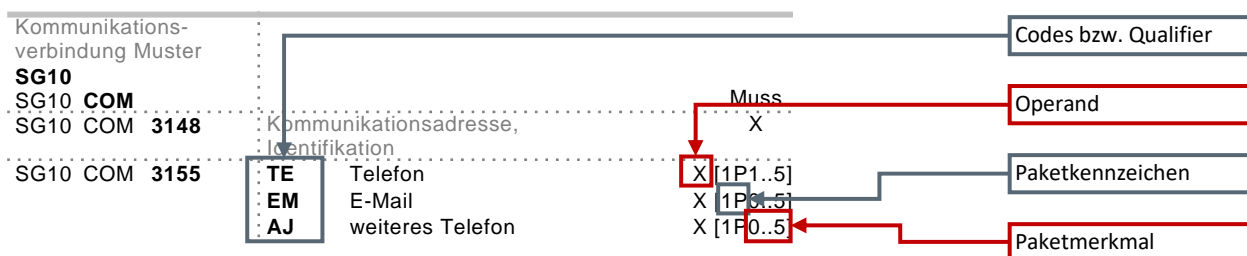 Kommunikations-
verbindung Muster
SG10
SG10 COM Muss
SG10 COM 3148 Kommunikationsadresse, X
Identifikation
SG10 COM 3155 TE Telefon X [1P1..5]
EM E-Mail X [1P0..5]
AJ weiteres Telefon X [1P0..5]
Codes bzw. Qualifier
Operand
Paketkennzeichen
Paketmerkmal